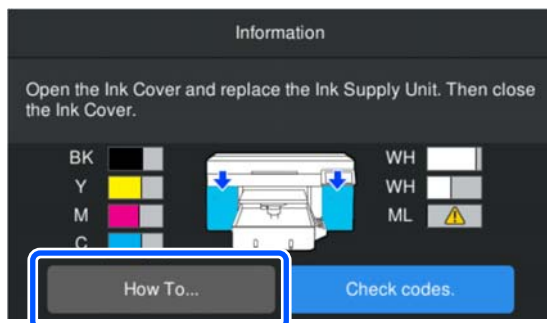 Information
Open the Ink Cover and replace the Ink Supply Unit. Then close
the Ink Cover.
BK
WH
Y
WH
M
ML
C
How To...
Check codes.